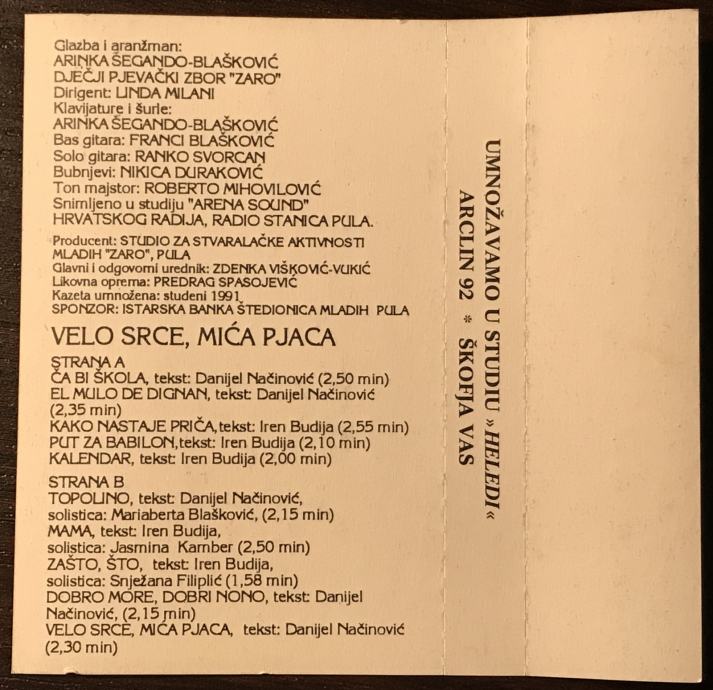 Glazba i aranžman:
ARINKA ŠEGANDO-BLAŠKOVIĆ
DJEČJI PJEVAČKI ZBOR "ZARO"
Dirigent: LINDA MILANI
Klavijature i šurle:
ARINKA ŠEGANDO-BLAŠKOVIĆ
Bas gitara: FRANCI BLAŠKOVIĆ
Solo gitara: RANKO SVORCAN
Bubnjevi: NIKICA DURAKOVIĆ
Ton majstor: ROBERTO MIHOVILOVIĆ
Snimljeno u studiju "ARENA SOUND"
HRVATSKOG RADIJA, RADIO STANICA PULA.
Producent: STUDIO ZA STVARALAČKE AKTIVNOSTI
MLADIH "ZARO", PULA
Glavni i odgovorni urednik: ZDENKA VIŠKOVIĆ-VUKIĆ
Likovna oprema: PREDRAG SPASOJEVIĆ
Kazeta umnožena: studeni 1991.
SPONZOR: ISTARSKA BANKA ŠTEDIONICA MLADIH PULA
VELO SRCE, MIĆA PJACA
STRANA A
ČA BI ŠKOLA, tekst: Danijel Načinović (2,50 min)
EL MULO DE DIGNAN, tekst: Danijel Načinović
(2,35 min)
KAKO NASTAJE PRIČA,tekst: Iren Budija (2,55 min)
PUT ZA BABILON,tekst: Iren Budija (2,10 min)
KALENDAR, tekst: Iren Budija (2,00 min)
STRANA B
TOPOLINO, tekst: Danijel Načinović,
solistica: Mariaberta Blašković, (2,15 min)
MAMA, tekst: Iren Budija,
solistica: Jasmina Kamber (2,50 min)
ZAŠTO, ŠTO, tekst: Iren Budija,
solistica: Snježana Filiplić (1,58 min)
DOBRO MORE, DOBRI NONO, tekst: Danijel
Načinović, (2,15 min)
VELO SRCE, MIĆA PJACA, tekst: Danijel Načinović
(2,30 min)
UMNOŽAVAMO U STUDIU »HELEDI«
ARCLIN 92 * ŠKOFJA VAS